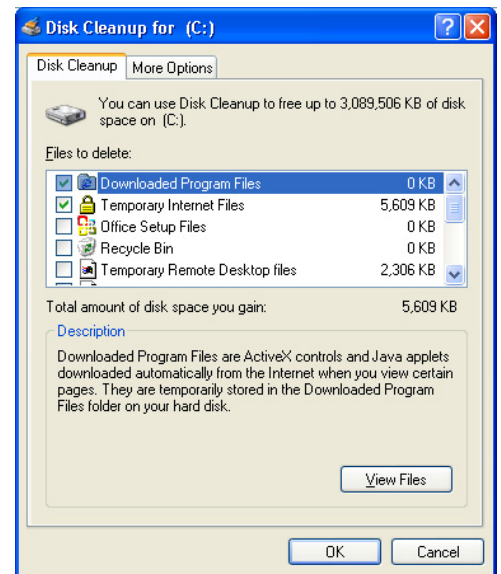 Disk Cleanup for (C:)
Disk Cleanup
More Options
You can use Disk Cleanup to free up to 3,089,506 KB of disk
space on (C:).
Files to delete:
Downloaded Program Files 0 KB
Temporary Internet Files 5,609 KB
Office Setup Files 0 KB
Recycle Bin 0 KB
Temporary Remote Desktop files 2,306 KB
Total amount of disk space you gain: 5,609 KB
Description
Downloaded Program Files are ActiveX controls and Java applets
downloaded automatically from the Internet when you view certain
pages. They are temporarily stored in the Downloaded Program
Files folder on your hard disk.
View Files
OK
Cancel